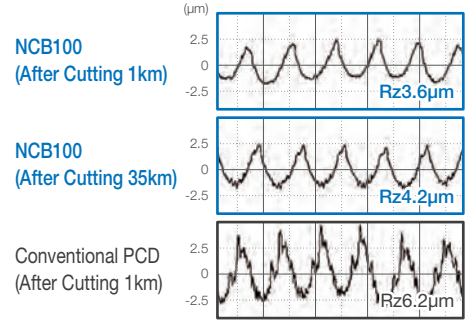 (µm)
NCB100
(After Cutting 1km)
2.5
0
-2.5
Rz3.6µm
NCB100
(After Cutting 35km)
2.5
0
-2.5
Rz4.2µm
Conventional PCD
(After Cutting 1km)
2.5
0
-2.5
Rz6.2µm